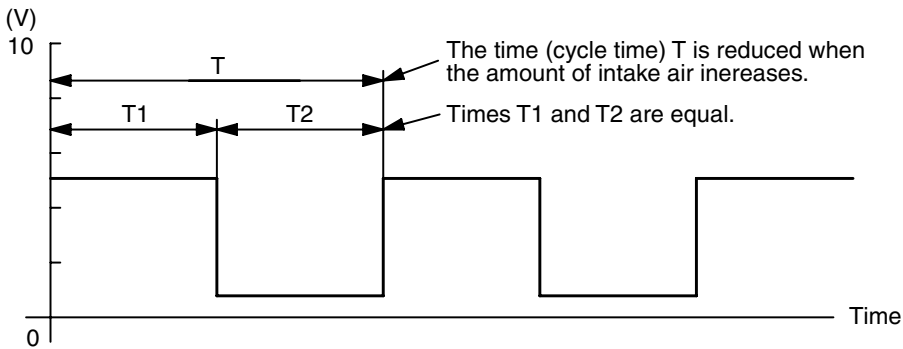 (V)
10
T
The time (cycle time) T is reduced when
the amount of intake air inereases.
T1
T2
Times T1 and T2 are equal.
Time
0